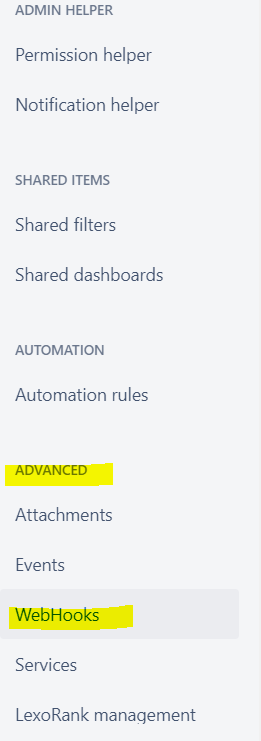 ADMIN HELPER
Permission helper
Notification helper
SHARED ITEMS
Shared filters
Shared dashboards
AUTOMATION
Automation rules
ADVANCED
Attachments
Events
WebHooks
Services
LexoRank management